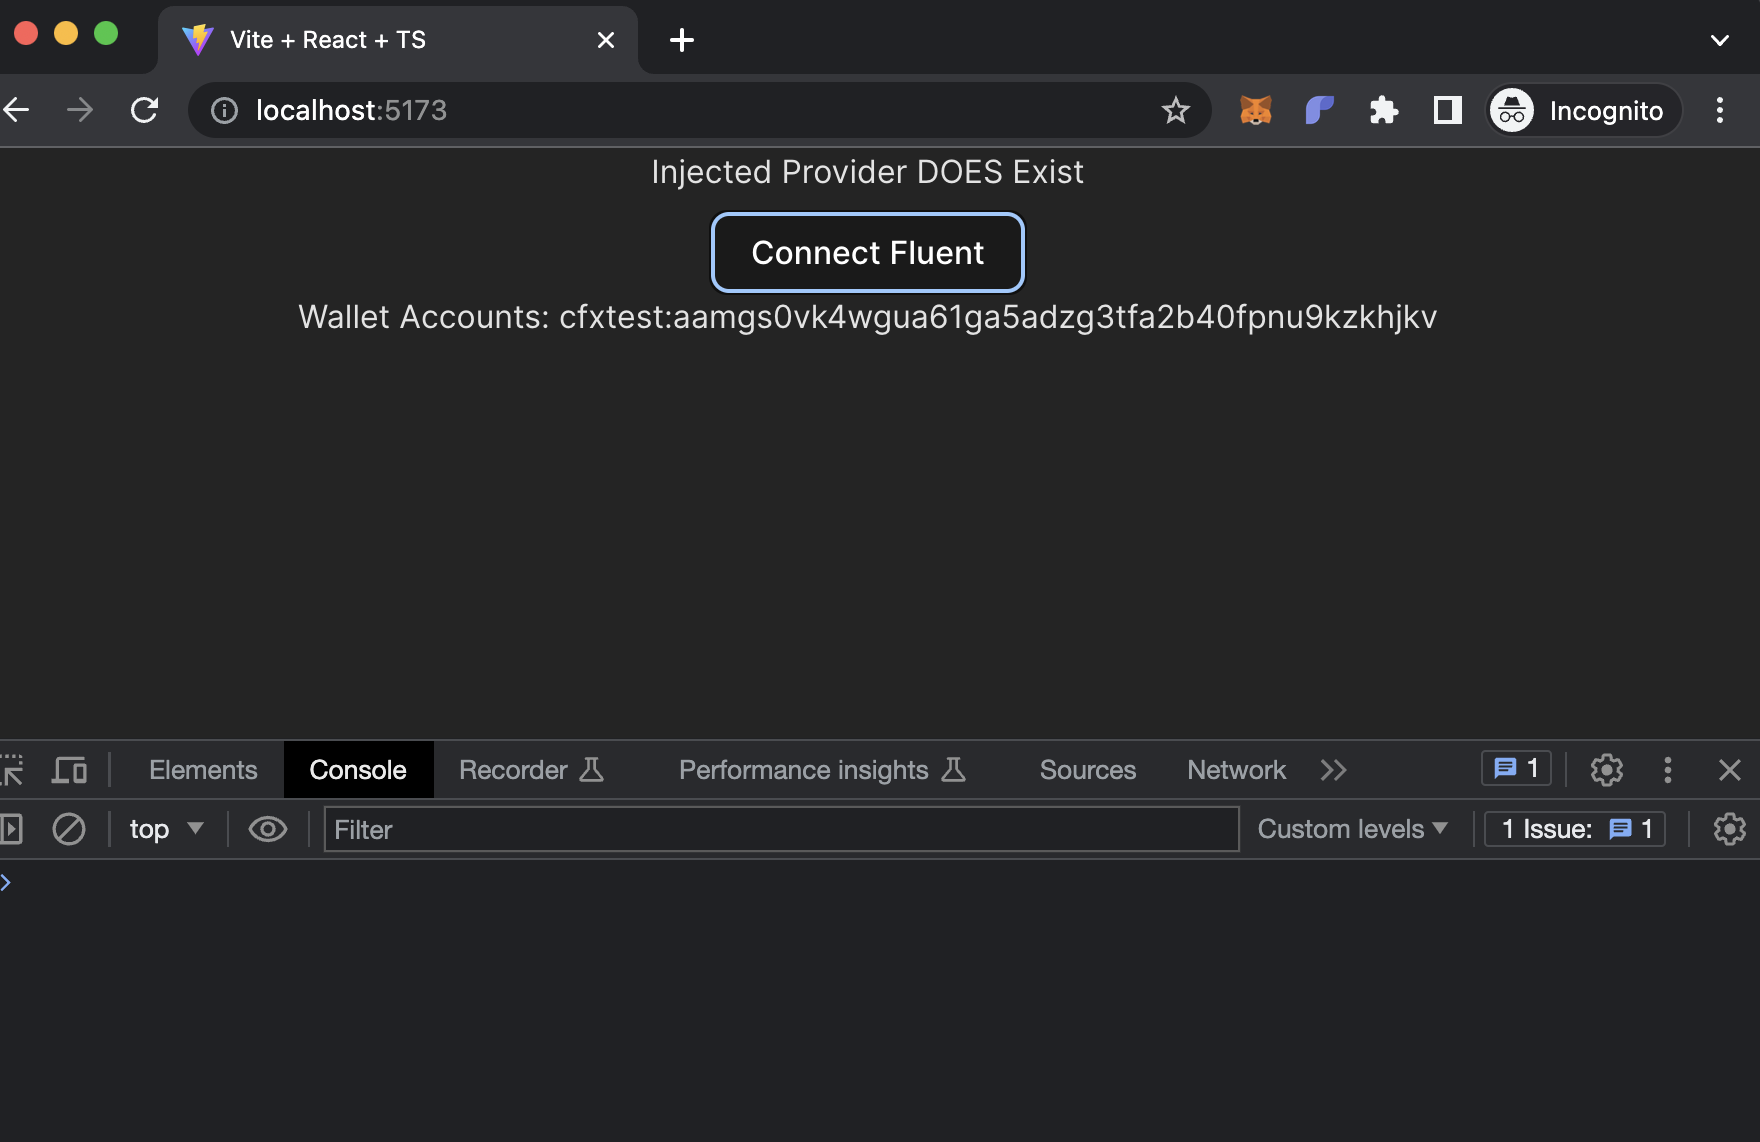 Vite + React + TS
localhost:5173
Incognito
Injected Provider DOES Exist
Connect Fluent
Wallet Accounts: cfxtest:aamgs0vk4wgua61ga5adzg3tfa2b40fpnu9kzkhjkv
Elements Console Recorder Performance insights Sources Network 1
top Filter Custom levels 1 Issue: 1